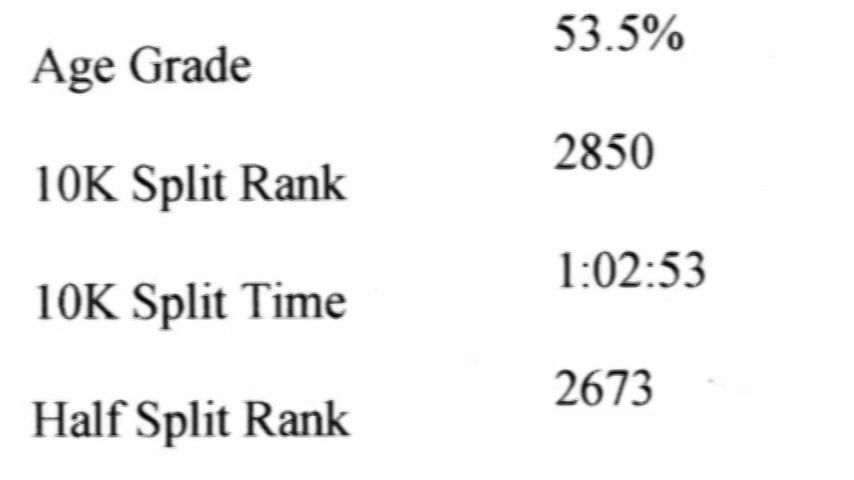 Age Grade 53.5%
10K Split Rank 2850
10K Split Time 1:02:53
Half Split Rank 2673